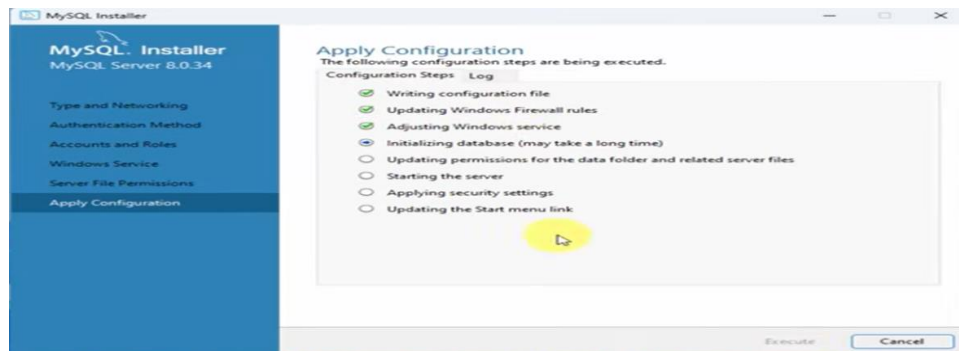 MySQL Installer
MySQL. Installer
MySQL Server 8.0.34
Type and Networking
Authentication Method
Accounts and Roles
Windows Service
Server File Permissions
Apply Configuration
Apply Configuration
The following configuration steps are being executed.
Configuration Steps Log
Writing configuration file
Updating Windows Firewall rules
Adjusting Windows service
Initializing database (may take a long time)
Updating permissions for the data folder and related server files
Starting the server
Applying security settings
Updating the Start menu link
Execute Cancel